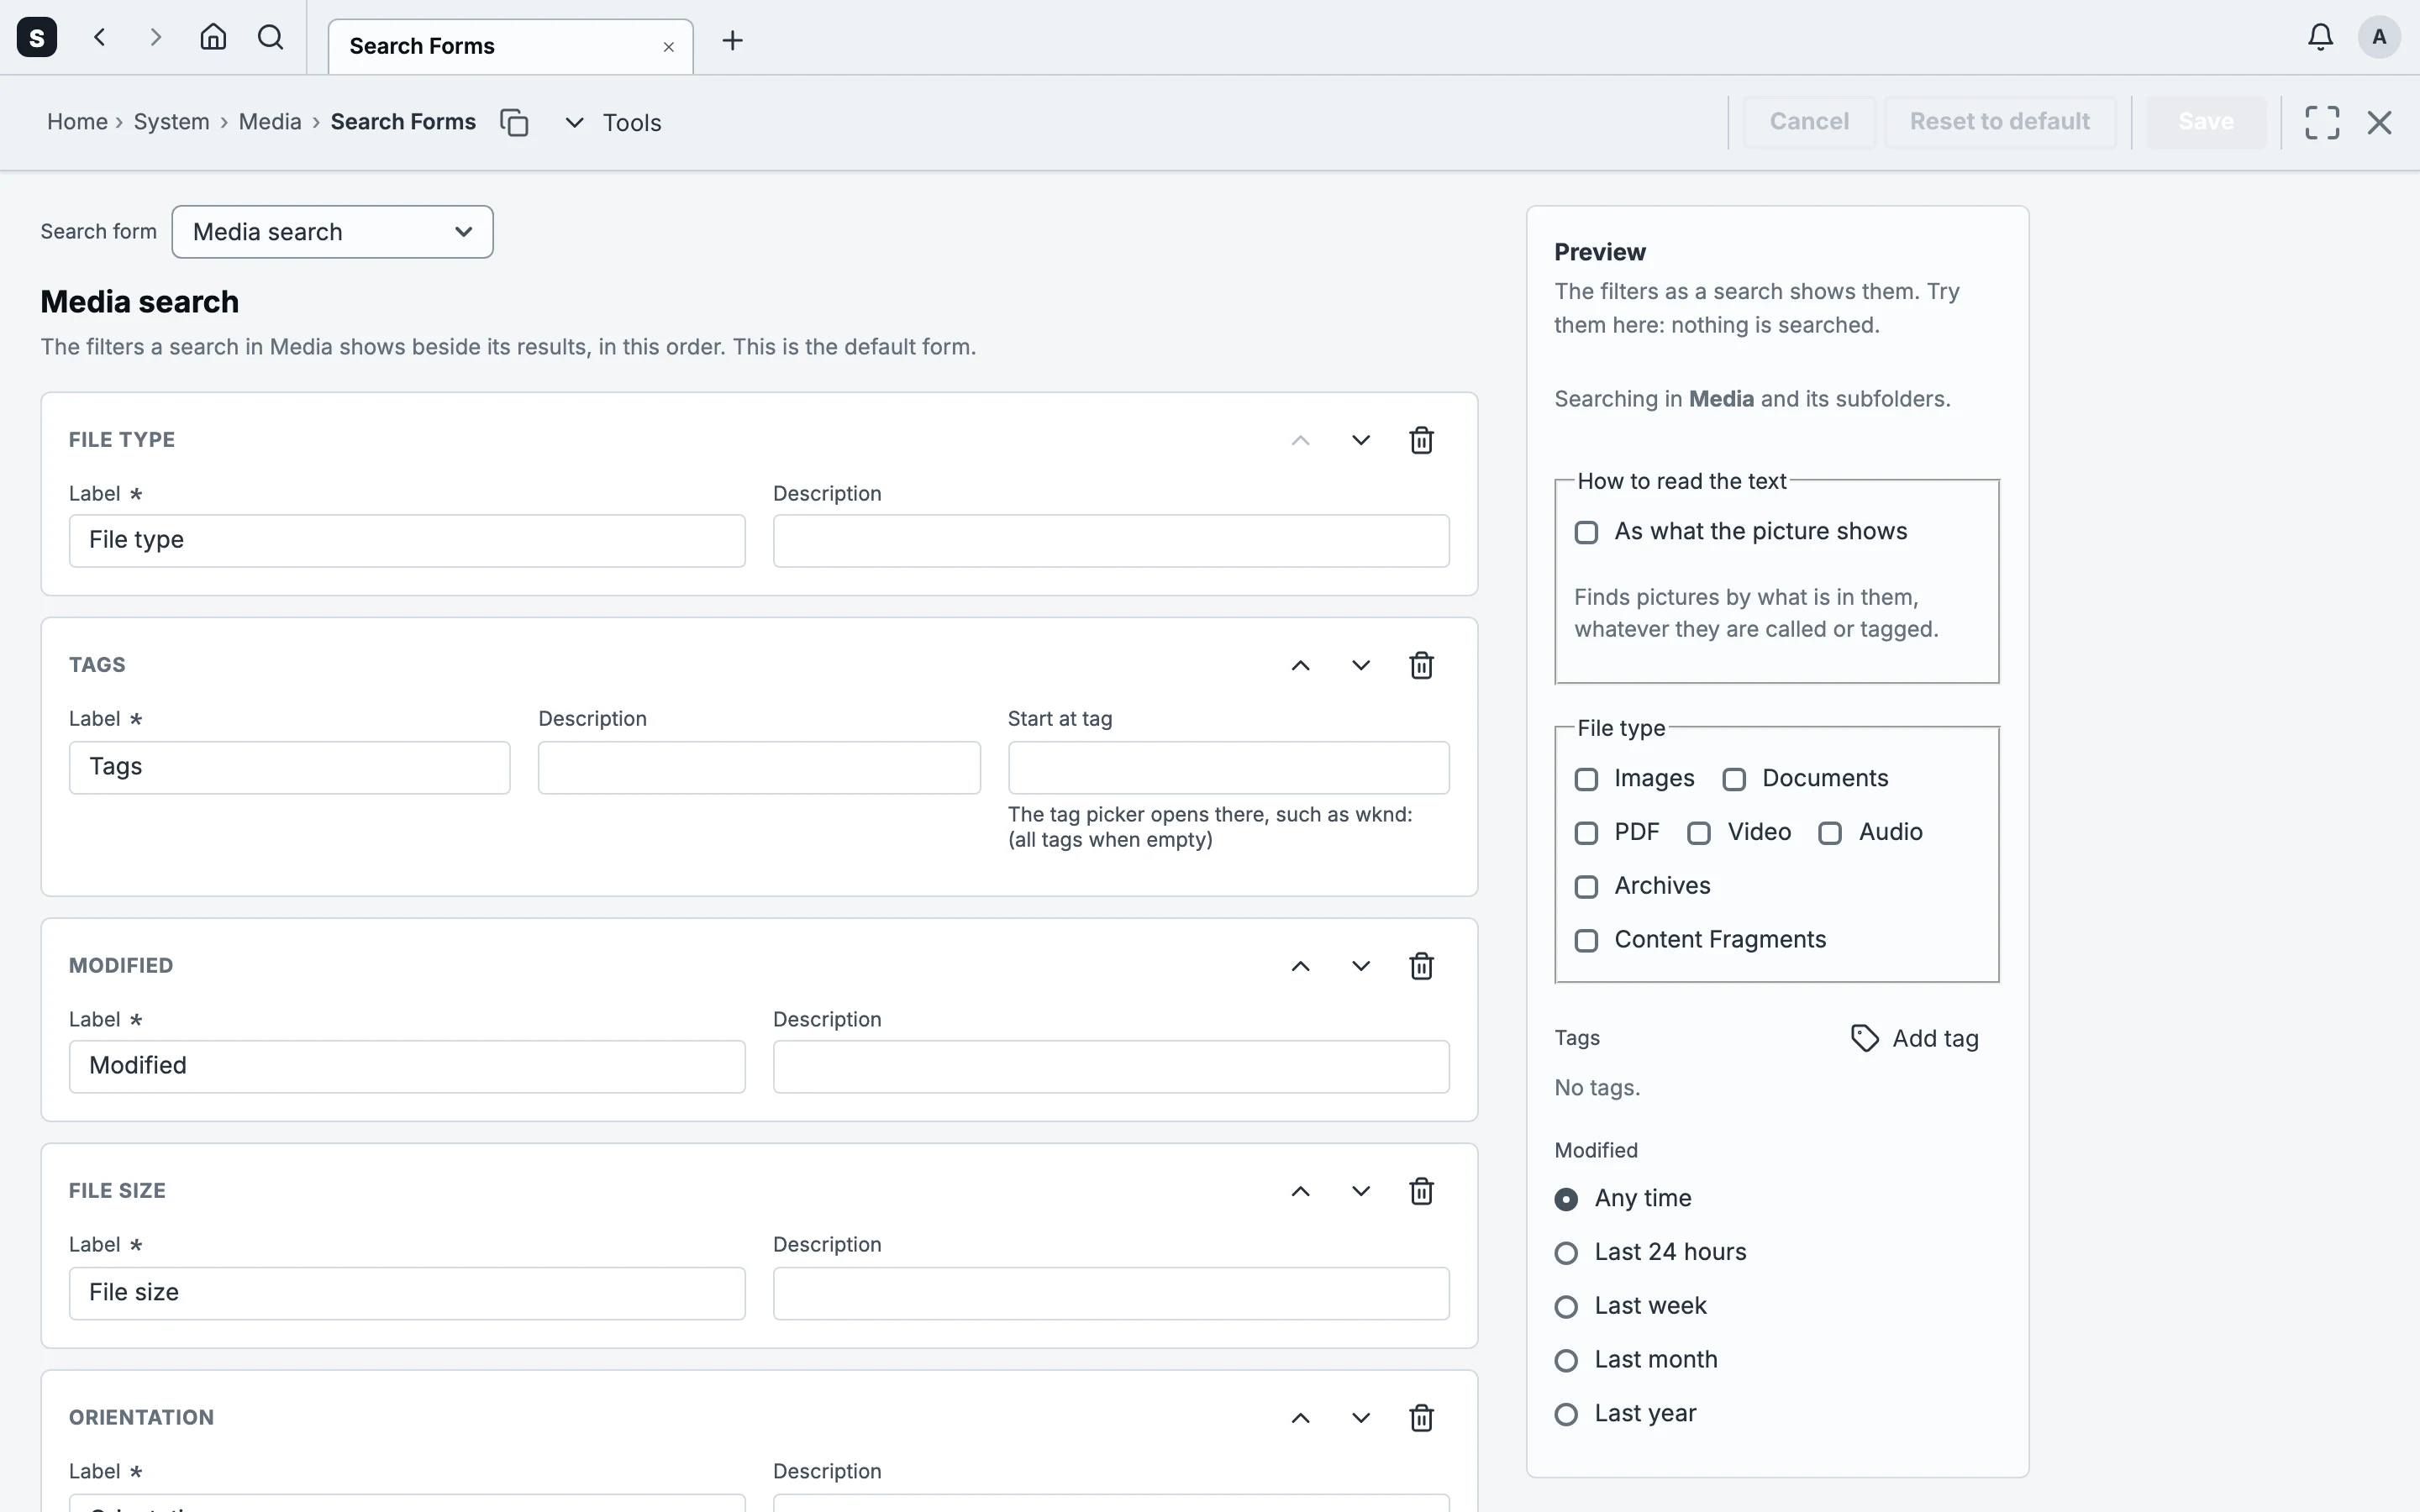 S
Search Forms
A
Home › System › Media › Search Forms
Tools
Cancel
Reset to default
Save
Search form
Media search
Media search
The filters a search in Media shows beside its results, in this order. This is the default form.
FILE TYPE
Label *
Description
File type
TAGS
Label *
Description
Start at tag
Tags
The tag picker opens there, such as wknd:
(all tags when empty)
MODIFIED
Label *
Description
Modified
FILE SIZE
Label *
Description
File size
ORIENTATION
Label *
Description
Preview
The filters as a search shows them. Try
them here: nothing is searched.
Searching in Media and its subfolders.
How to read the text
As what the picture shows
Finds pictures by what is in them,
whatever they are called or tagged.
File type
Images
Documents
PDF
Video
Audio
Archives
Content Fragments
Tags
Add tag
No tags.
Modified
Any time
Last 24 hours
Last week
Last month
Last year